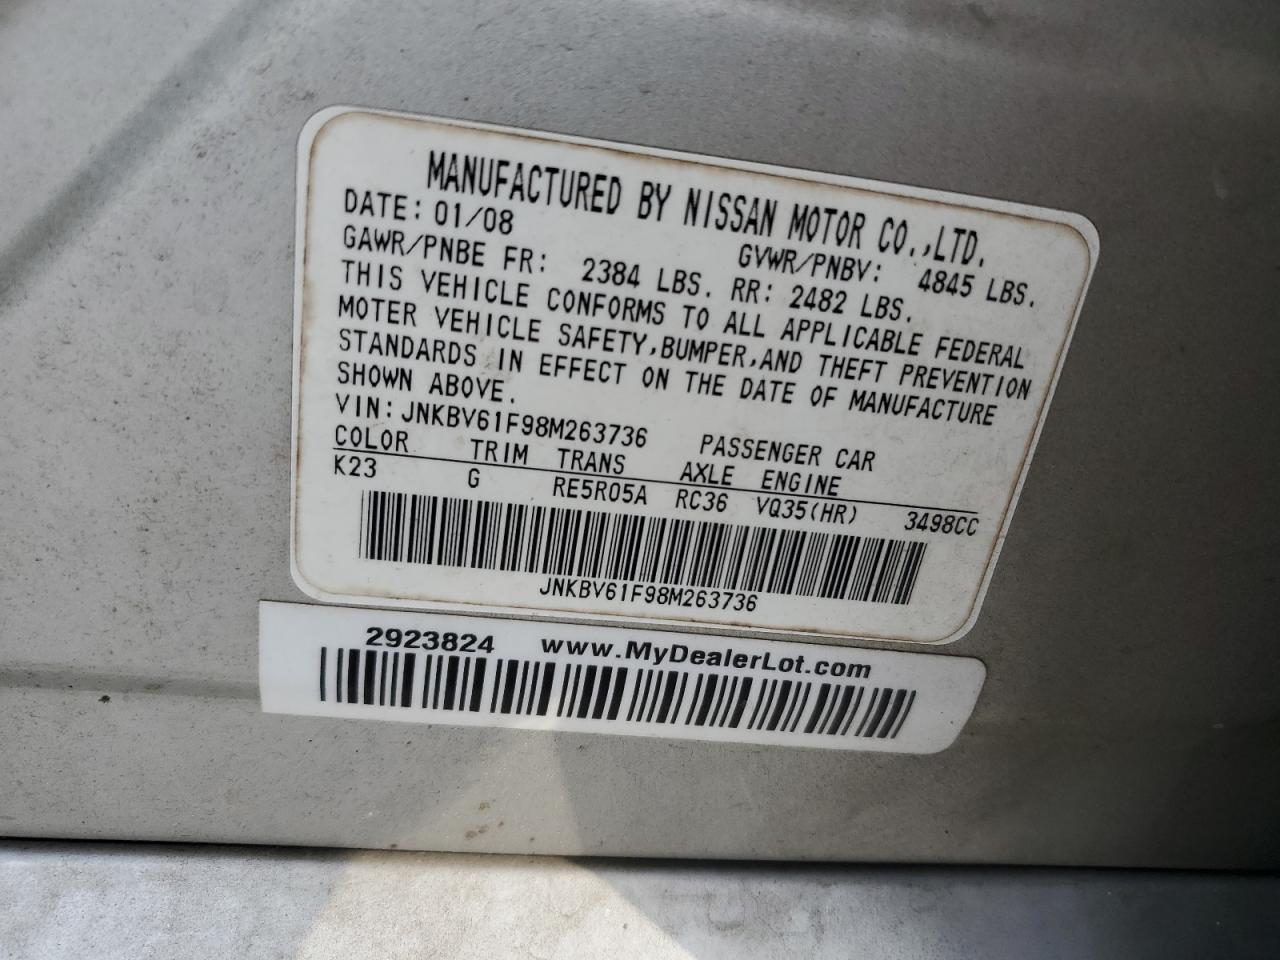 MANUFACTURED BY NISSAN MOTOR CO.,LTD.
DATE: 01/08 GVWR/PNBV: 4845 LBS.
GAWR/PNBE FR: 2384 LBS. RR: 2482 LBS.
THIS VEHICLE CONFORMS TO ALL APPLICABLE FEDERAL
MOTER VEHICLE SAFETY,BUMPER,AND THEFT PREVENTION
STANDARDS IN EFFECT ON THE DATE OF MANUFACTURE
SHOWN ABOVE.
VIN:JNKBV61F98M263736 PASSENGER CAR
COLOR TRIM TRANS AXLE ENGINE
K23 G RE5R05A RC36 VQ35(HR) 3498CC
JNKBV61F98M263736
2923824 www.MyDealerLot.com